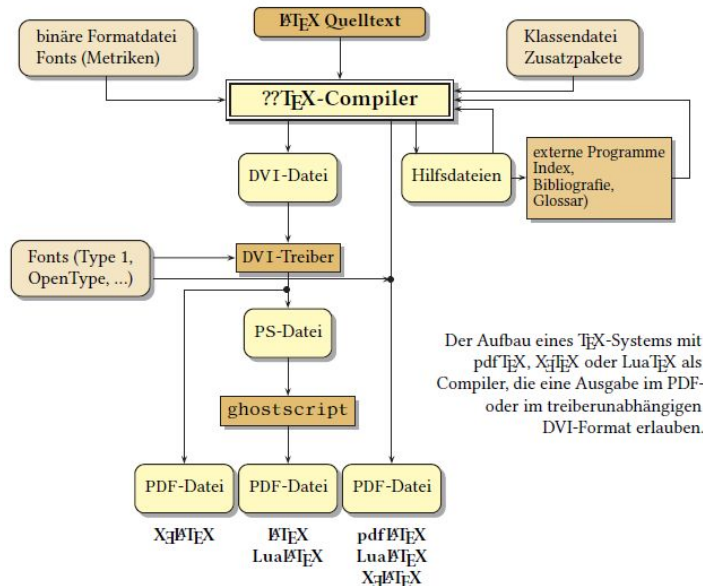 LATEX Quelltext
binäre Formatdatei
Fonts (Metriken)
Klassendatei
Zusatzpakete
??TEX-Compiler
DVI-Datei
Hilfsdateien
externe Programme
Index,
Bibliografie,
Glossar)
Fonts (Type 1,
OpenType, ...)
DVI-Treiber
PS-Datei
Der Aufbau eines TEX-Systems mit
pdfTEX, XƎTEX oder LuaTEX als
Compiler, die eine Ausgabe im PDF-
oder im treiberunabhängigen
DVI-Format erlauben.
ghostscript
PDF-Datei
PDF-Datei
PDF-Datei
XƎLATEX
LATEX
LuaLATEX
pdfLATEX
LuaLATEX
XƎLATEX